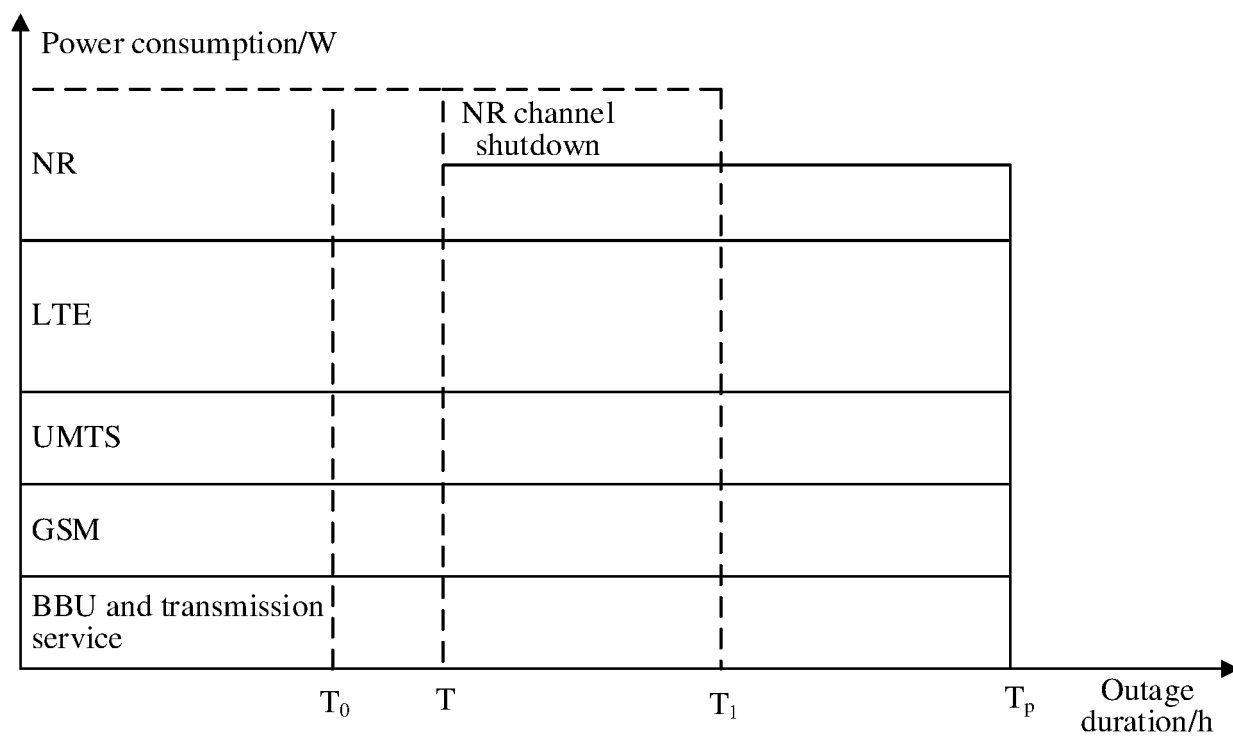 Power consumption/W
NR channel
shutdown
NR
LTE
UMTS
GSM
BBU and transmission
service
T₀
T
T₁
Tₚ
Outage
duration/h